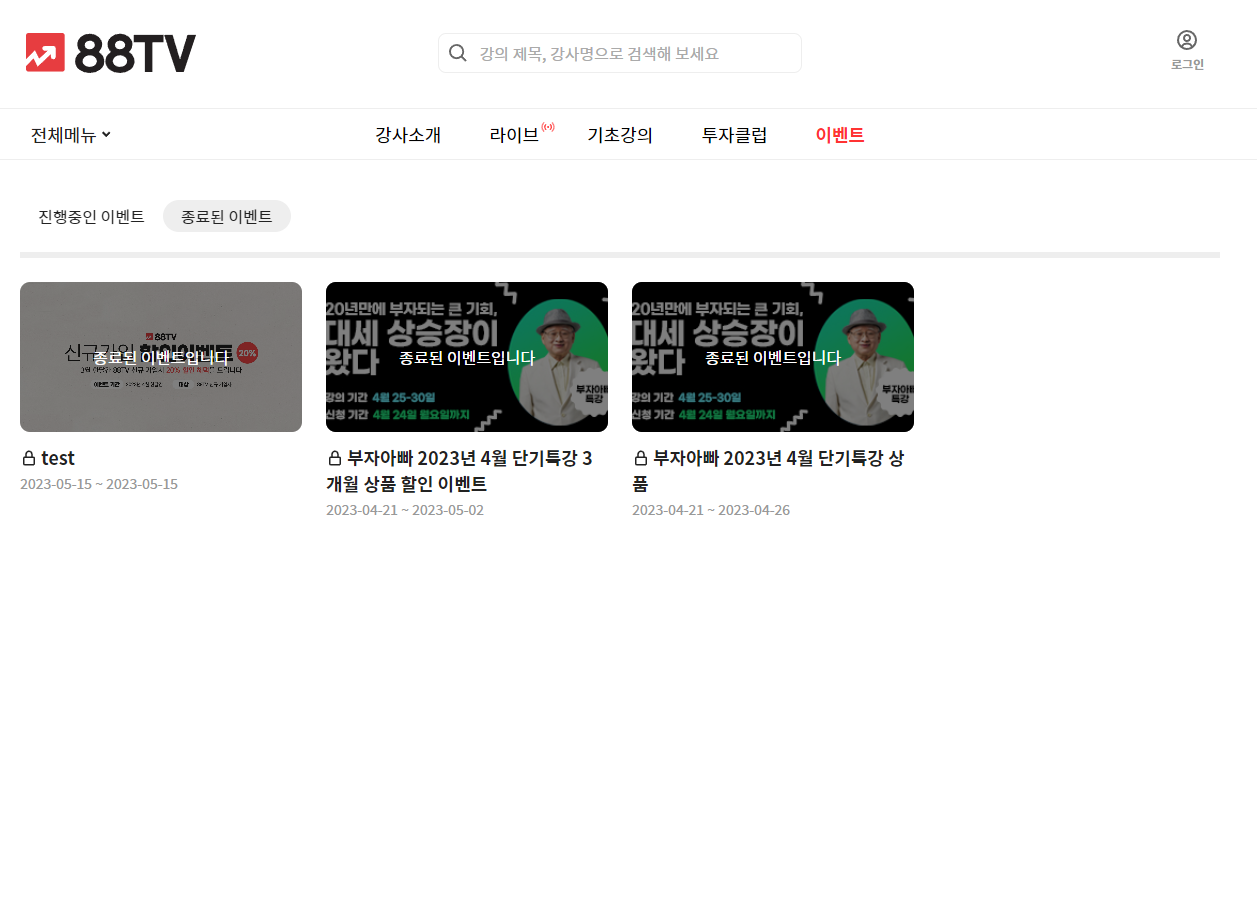 88TV
강의 제목, 강사명으로 검색해 보세요
로그인
전체메뉴
강사소개
라이브
기초강의
투자클럽
이벤트
진행중인 이벤트
종료된 이벤트
88TV
신규가입 할인이벤트 20%
종료된 이벤트입니다
20년만에 부자되는 큰 기회,
대세 상승장이
왔다
종료된 이벤트입니다
부자아빠
특강
강의 기간 4월 25-30일
신청 기간 4월 24일 월요일까지
20년만에 부자되는 큰 기회,
대세 상승장이
왔다
종료된 이벤트입니다
부자아빠
특강
강의 기간 4월 25-30일
신청 기간 4월 24일 월요일까지
test
2023-05-15 ~ 2023-05-15
부자아빠 2023년 4월 단기특강 3
개월 상품 할인 이벤트
2023-04-21 ~ 2023-05-02
부자아빠 2023년 4월 단기특강 상
품
2023-04-21 ~ 2023-04-26